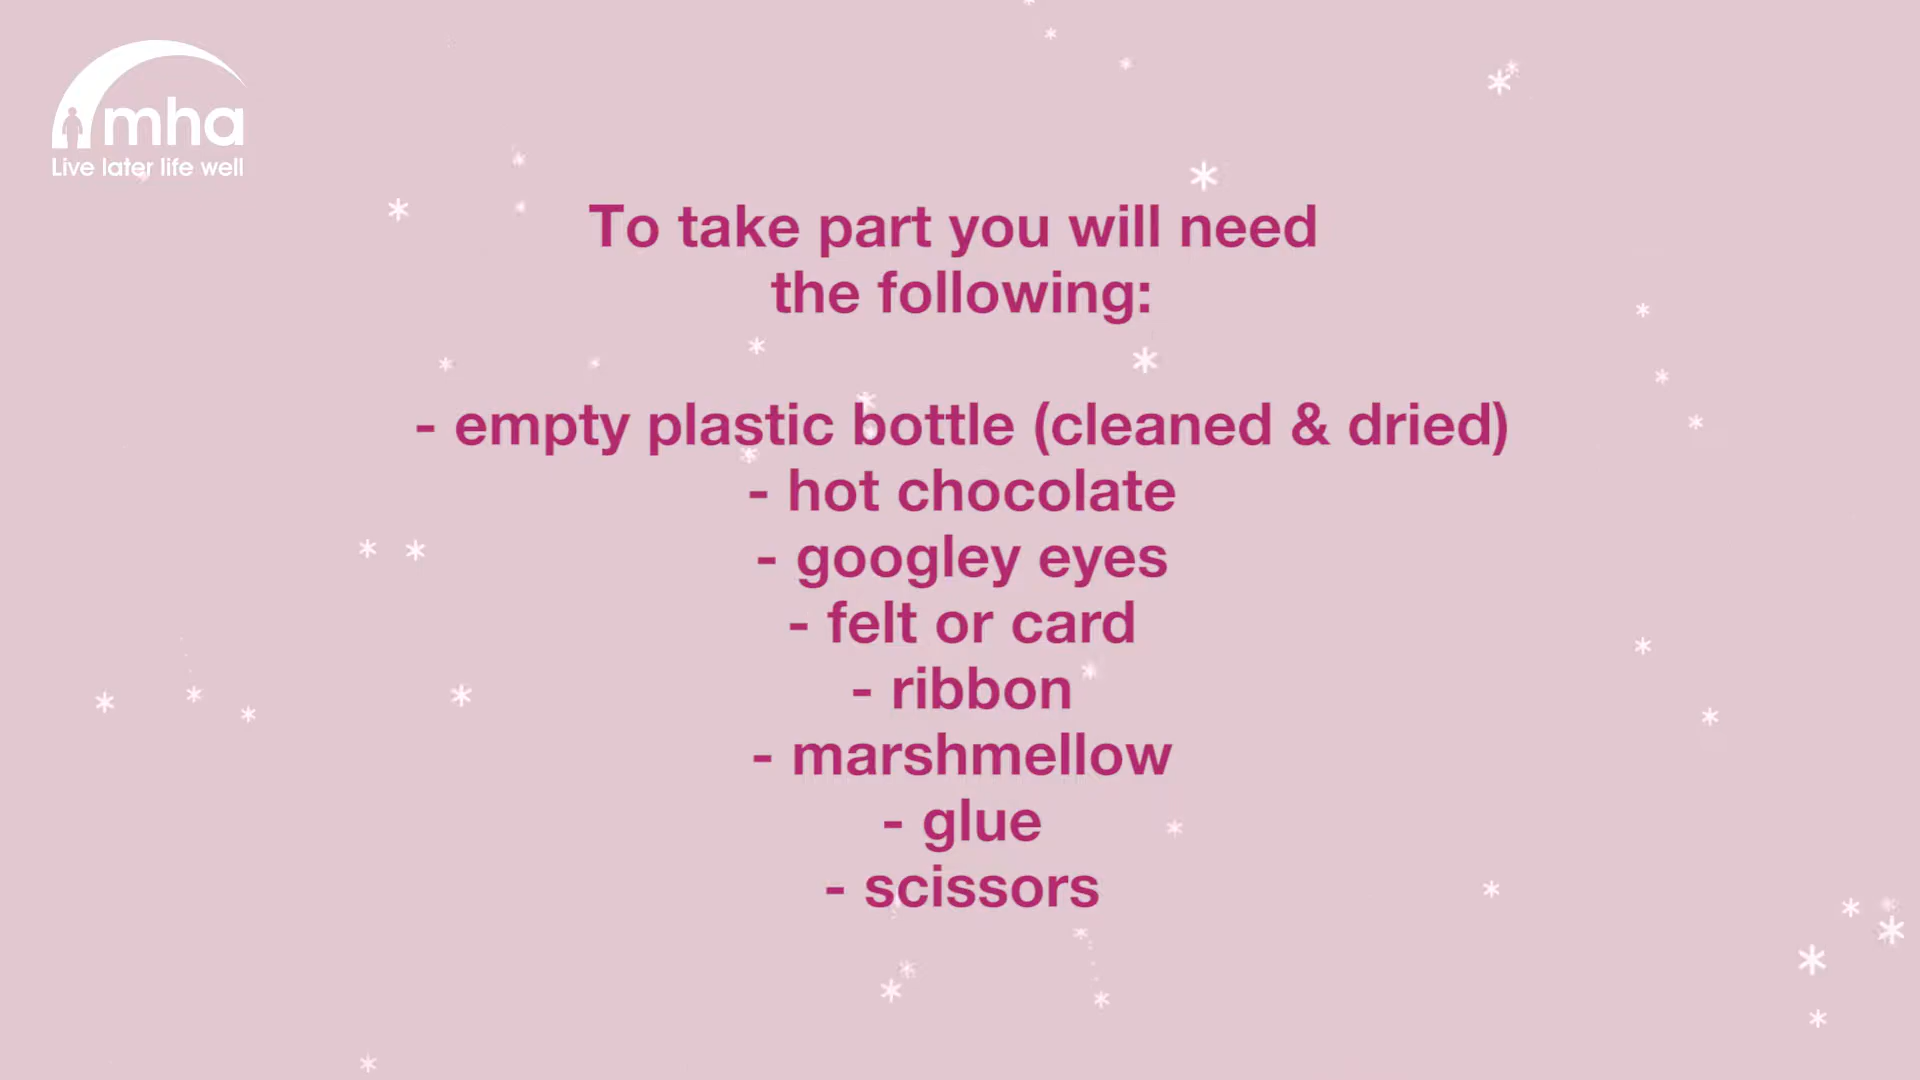 mha
Live later life well
To take part you will need
the following:
- empty plastic bottle (cleaned & dried)
- hot chocolate
- googley eyes
- felt or card
- ribbon
- marshmellow
- glue
- scissors